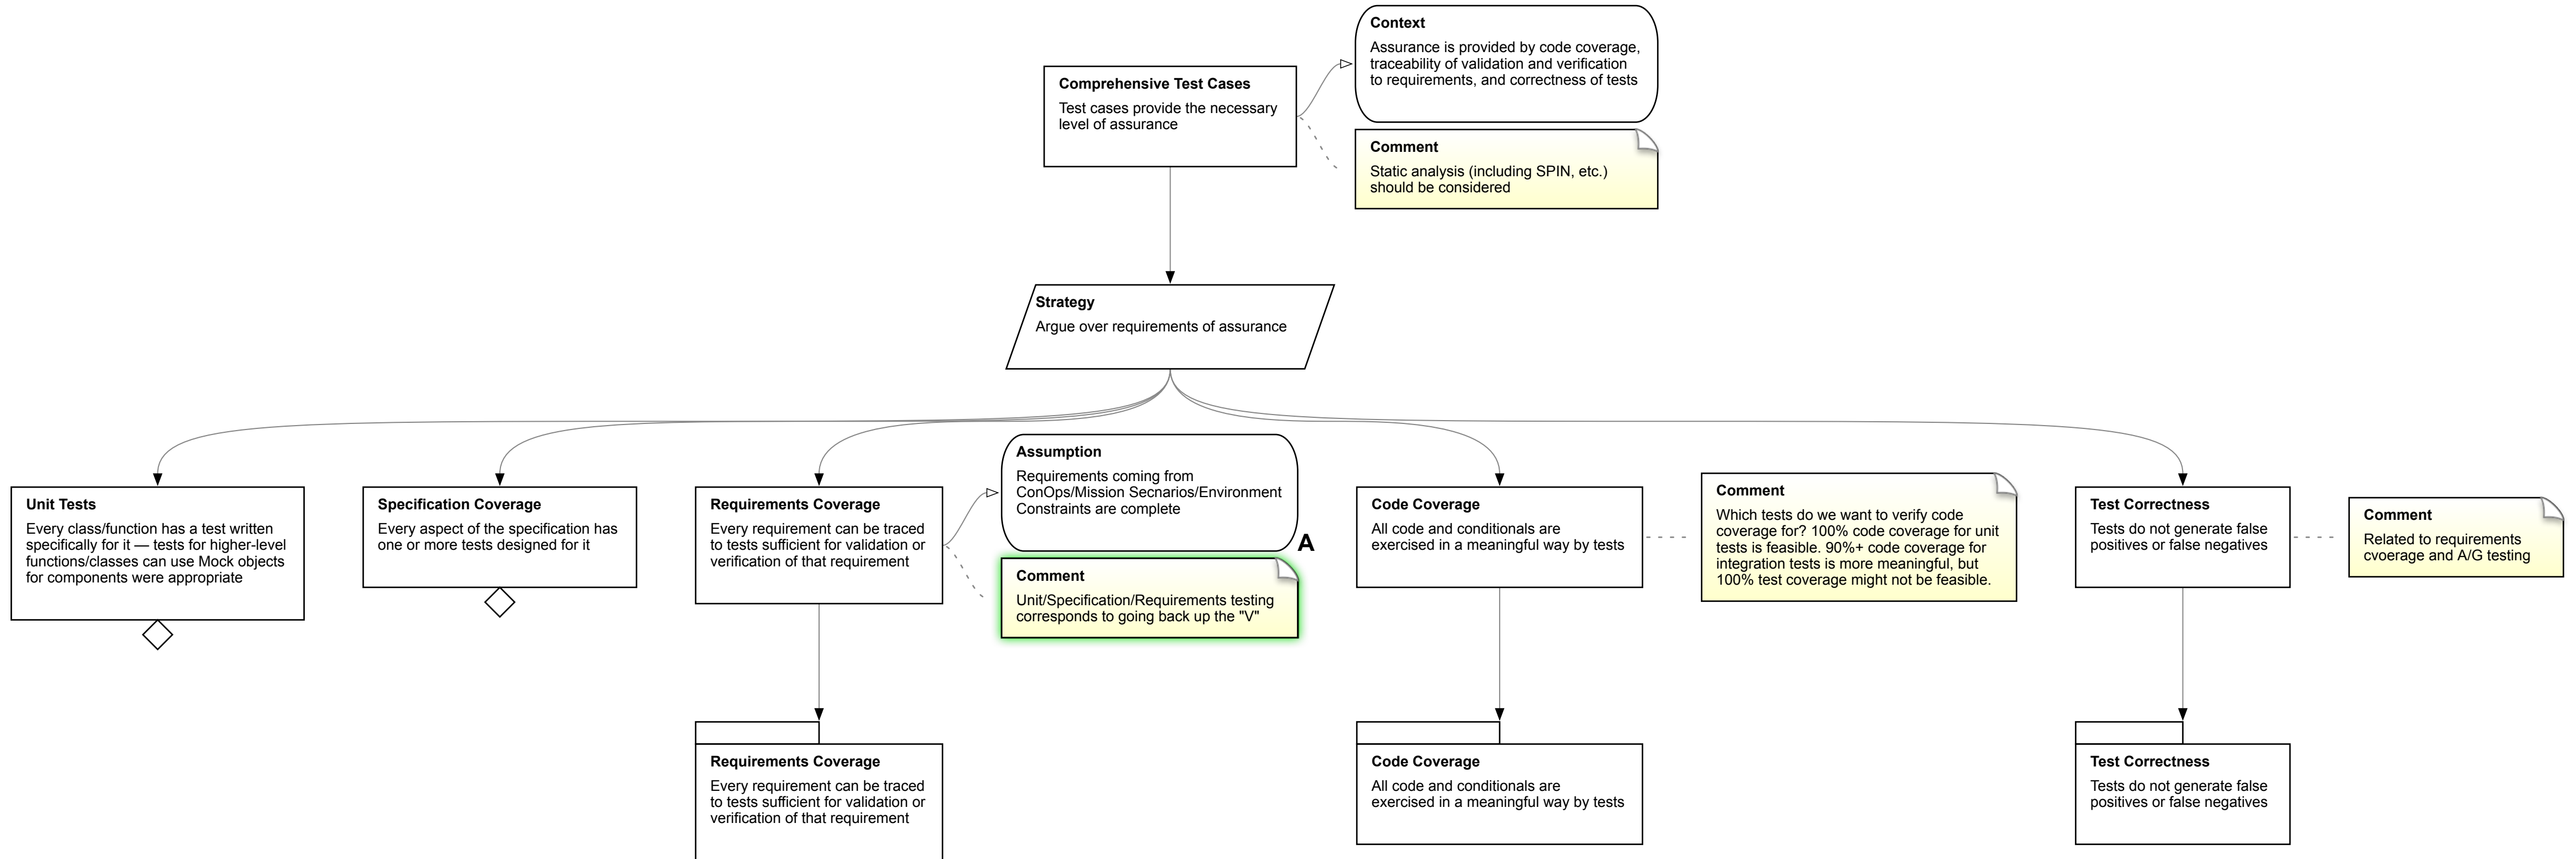 Context
Assurance is provided by code coverage,
traceability of validation and verification
to requirements, and correctness of tests
Comprehensive Test Cases
Test cases provide the necessary
level of assurance
Comment
Static analysis (including SPIN, etc.)
should be considered
Strategy
Argue over requirements of assurance
Unit Tests
Every class/function has a test written
specifically for it — tests for higher-level
functions/classes can use Mock objects
for components were appropriate
Specification Coverage
Every aspect of the specification has
one or more tests designed for it
Requirements Coverage
Every requirement can be traced
to tests sufficient for validation or
verification of that requirement
Assumption
Requirements coming from
ConOps/Mission Secnarios/Environment
Constraints are complete
A
Comment
Unit/Specification/Requirements testing
corresponds to going back up the "V"
Code Coverage
All code and conditionals are
exercised in a meaningful way by tests
Comment
Which tests do we want to verify code
coverage for? 100% code coverage for unit
tests is feasible. 90%+ code coverage for
integration tests is more meaningful, but
100% test coverage might not be feasible.
Test Correctness
Tests do not generate false
positives or false negatives
Comment
Related to requirements
cvoerage and A/G testing
Requirements Coverage
Every requirement can be traced
to tests sufficient for validation or
verification of that requirement
Code Coverage
All code and conditionals are
exercised in a meaningful way by tests
Test Correctness
Tests do not generate false
positives or false negatives